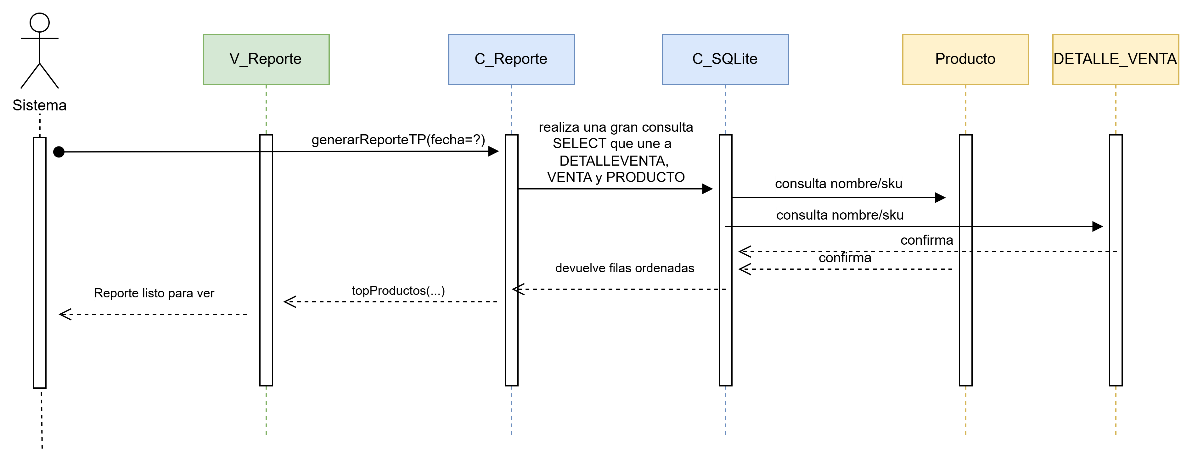 V_Reporte
C_Reporte
C_SQLite
Producto
DETALLE_VENTA
Sistema
generarReporteTP(fecha=?)
realiza una gran consulta
SELECT que une a
DETALLEVENTA,
VENTA y PRODUCTO
consulta nombre/sku
consulta nombre/sku
confirma
confirma
devuelve filas ordenadas
topProductos(...)
Reporte listo para ver